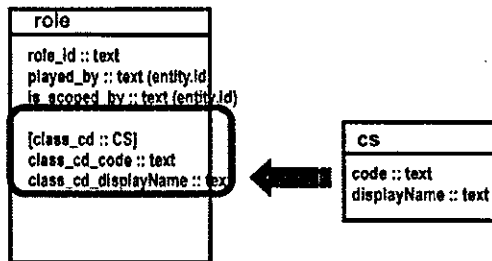 role
role_id :: text
played_by :: text (entity.id)
is_scoped_by :: text (entity.id)
[class_cd :: CS]
class_cd_code :: text
class_cd_displayName :: text
cs
code :: text
displayName :: text